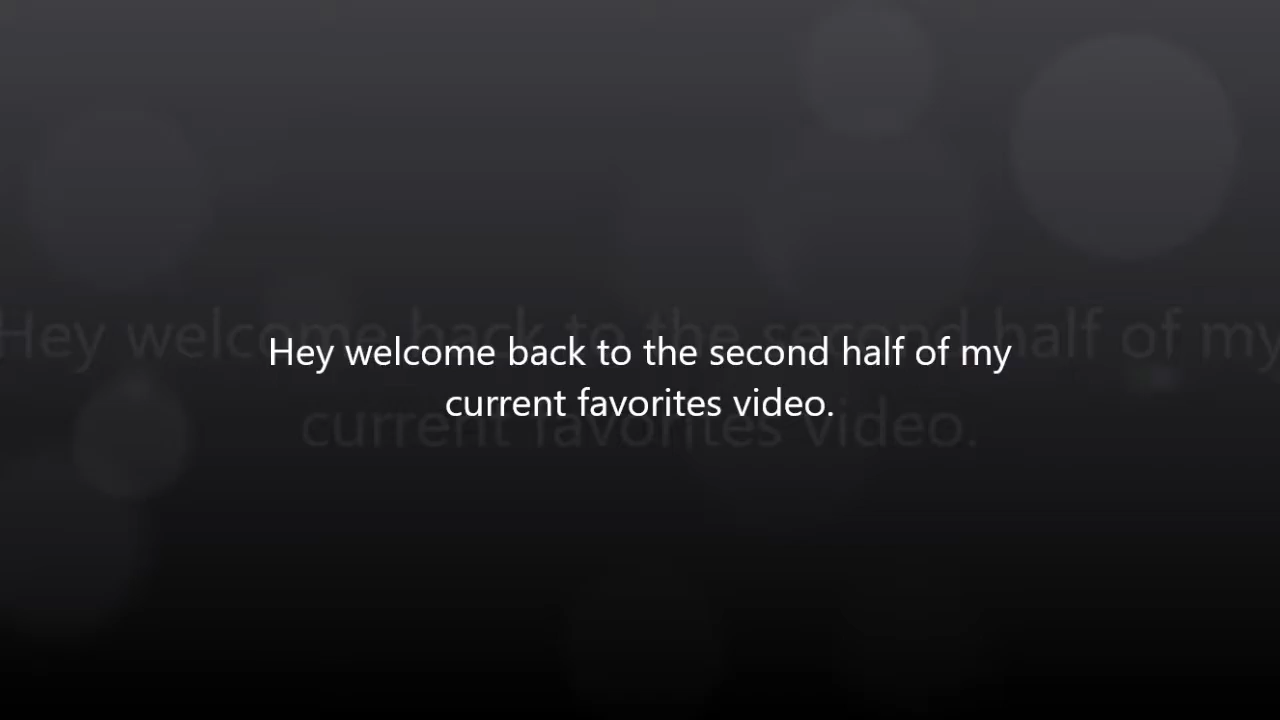 Hey welcome back to the second half of my
current favorites video.